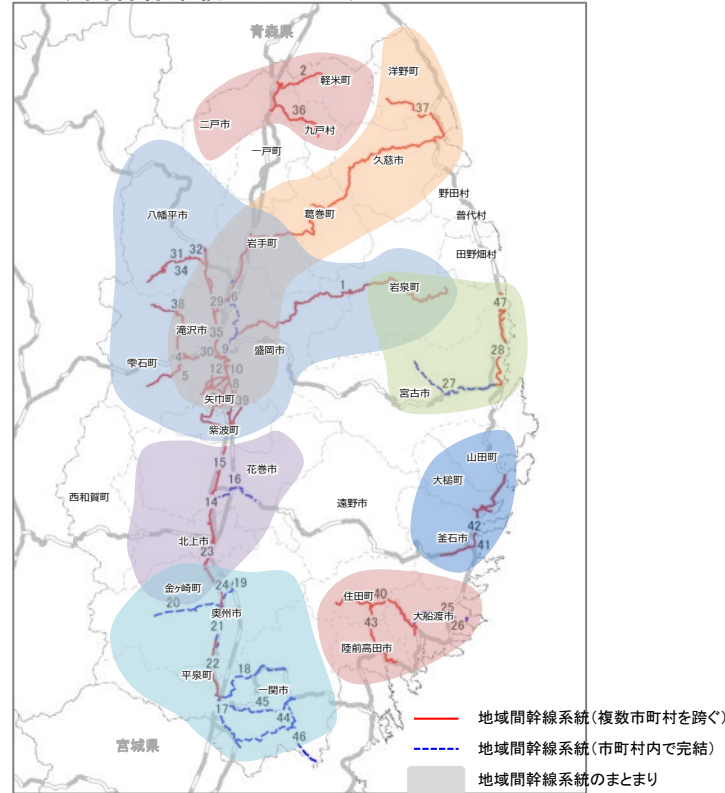 青森県
洋野町
2
軽米町
37
36
二戸市
九戸村
一戸町
久慈市
野田村
葛巻町
八幡平市
普代村
岩手町
田野畑村
32
31
34
1
岩泉町
6
29
47
38
滝沢市
35
28
30
9
盛岡市
4
雫石町
12
10
5
8
27
宮古市
矢巾町
39
紫波町
山田町
15
花巻市
大槌町
16
西和賀町
14
遠野市
42
北上市
釜石市
41
23
金ヶ崎町
24
19
住田町
40
20
奥州市
25
大船渡市
43
26
21
陸前高田市
22
18
平泉町
一関市
45
17
44
46
宮城県
地域間幹線系統(複数市町村を跨ぐ)
地域間幹線系統(市町村内で完結)
地域間幹線系統のまとまり